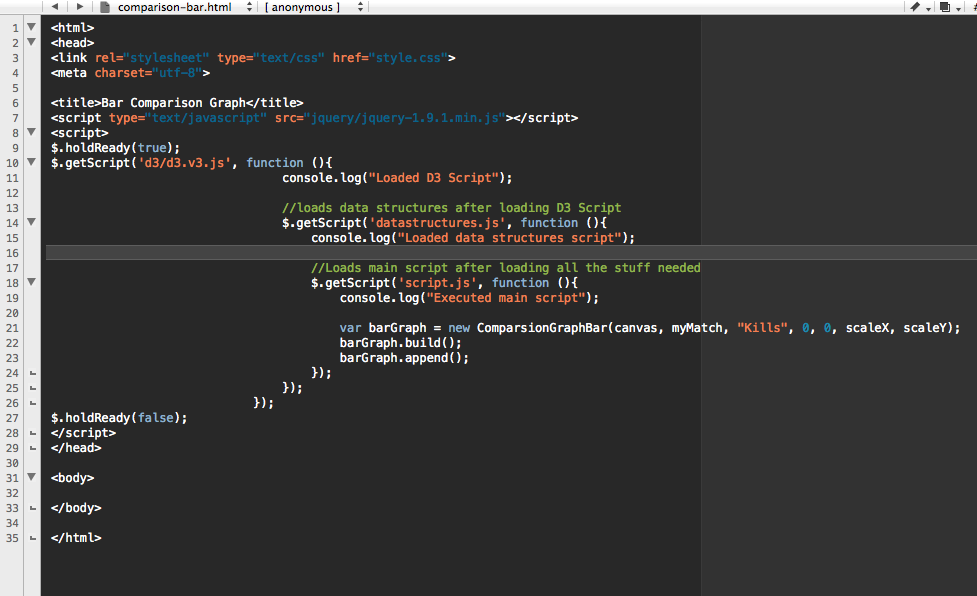 comparison-bar.html [ anonymous ] #
1 <html>
2 <head>
3 <link rel="stylesheet" type="text/css" href="style.css">
4 <meta charset="utf-8">
5
6 <title>Bar Comparison Graph</title>
7 <script type="text/javascript" src="jquery/jquery-1.9.1.min.js"></script>
8 <script>
9 $.holdReady(true);
10 $.getScript('d3/d3.v3.js', function (){
11 console.log("Loaded D3 Script");
12
13 //loads data structures after loading D3 Script
14 $.getScript('datastructures.js', function (){
15 console.log("Loaded data structures script");
16
17 //Loads main script after loading all the stuff needed
18 $.getScript('script.js', function (){
19 console.log("Executed main script");
20
21 var barGraph = new ComparsionGraphBar(canvas, myMatch, "Kills", 0, 0, scaleX, scaleY);
22 barGraph.build();
23 barGraph.append();
24 });
25 });
26 });
27 $.holdReady(false);
28 </script>
29 </head>
30
31 <body>
32
33 </body>
34
35 </html>